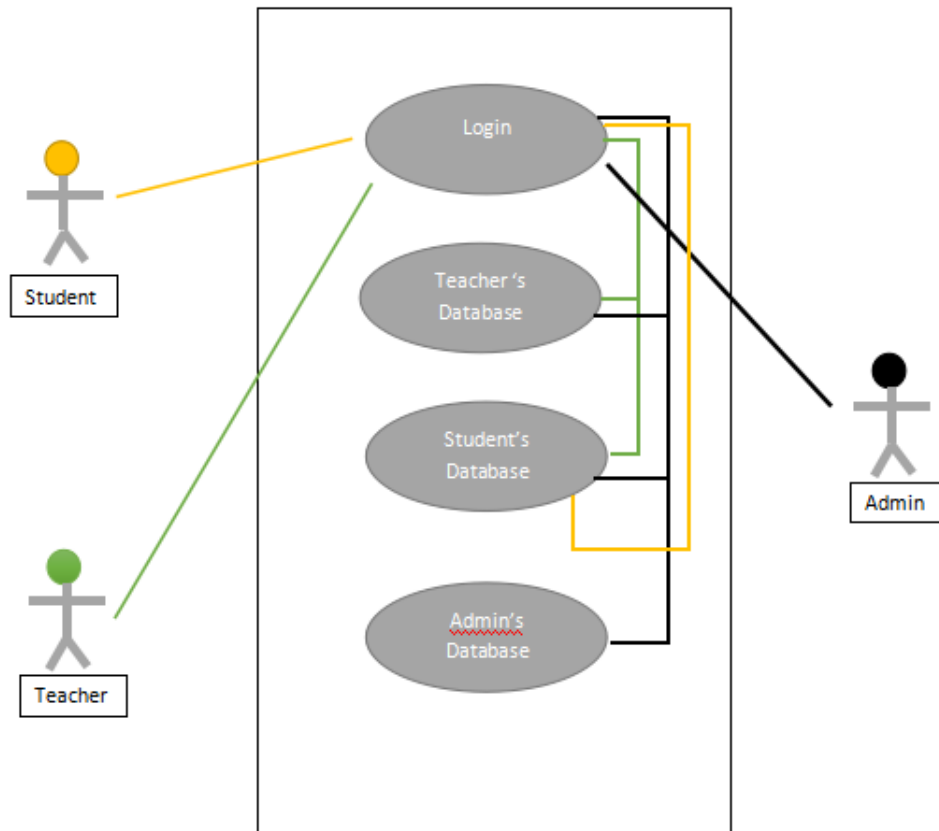 Login
Student
Teacher ‘s
Database
Student’s
Database
Admin
Admin’s
Database
Teacher